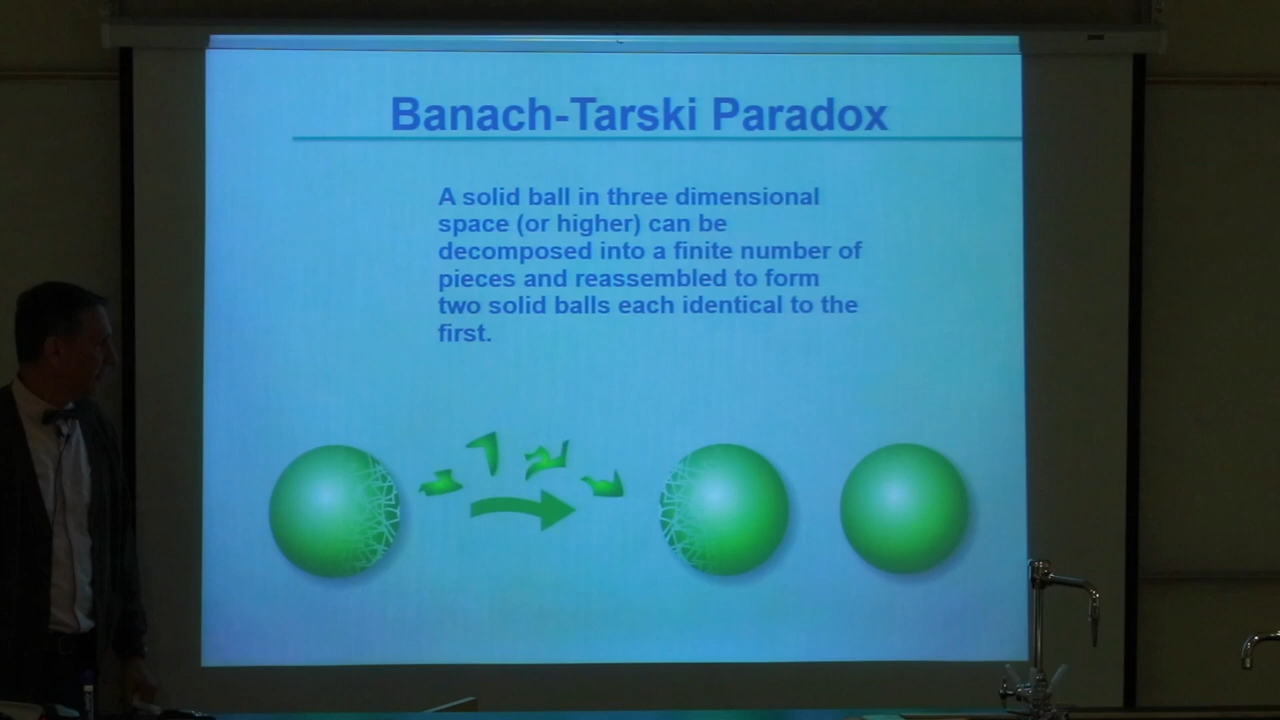 Banach-Tarski Paradox
A solid ball in three dimensional
space (or higher) can be
decomposed into a finite number of
pieces and reassembled to form
two solid balls each identical to the
first.